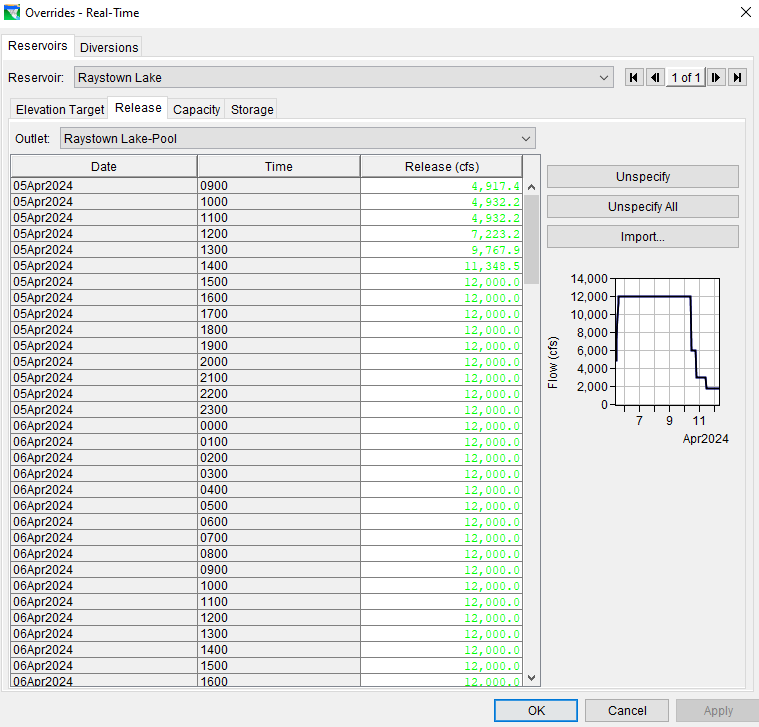 Overrides - Real-Time
Reservoirs Diversions
Reservoir: Raystown Lake 1 of 1
Elevation Target Release Capacity Storage
Outlet: Raystown Lake-Pool
Date Time Release (cfs)
05Apr2024 0900 4,917.4
05Apr2024 1000 4,932.2
05Apr2024 1100 4,932.2
05Apr2024 1200 7,223.2
05Apr2024 1300 9,767.9
05Apr2024 1400 11,348.5
05Apr2024 1500 12,000.0
05Apr2024 1600 12,000.0
05Apr2024 1700 12,000.0
05Apr2024 1800 12,000.0
05Apr2024 1900 12,000.0
05Apr2024 2000 12,000.0
05Apr2024 2100 12,000.0
05Apr2024 2200 12,000.0
05Apr2024 2300 12,000.0
06Apr2024 0000 12,000.0
06Apr2024 0100 12,000.0
06Apr2024 0200 12,000.0
06Apr2024 0300 12,000.0
06Apr2024 0400 12,000.0
06Apr2024 0500 12,000.0
06Apr2024 0600 12,000.0
06Apr2024 0700 12,000.0
06Apr2024 0800 12,000.0
06Apr2024 0900 12,000.0
06Apr2024 1000 12,000.0
06Apr2024 1100 12,000.0
06Apr2024 1200 12,000.0
06Apr2024 1300 12,000.0
06Apr2024 1400 12,000.0
06Apr2024 1500 12,000.0
06Apr2024 1600 12,000.0
Unspecify
Unspecify All
Import...
14,000
12,000
10,000
8,000
6,000
4,000
2,000
0
Flow (cfs)
7 9 11
Apr2024
OK Cancel Apply